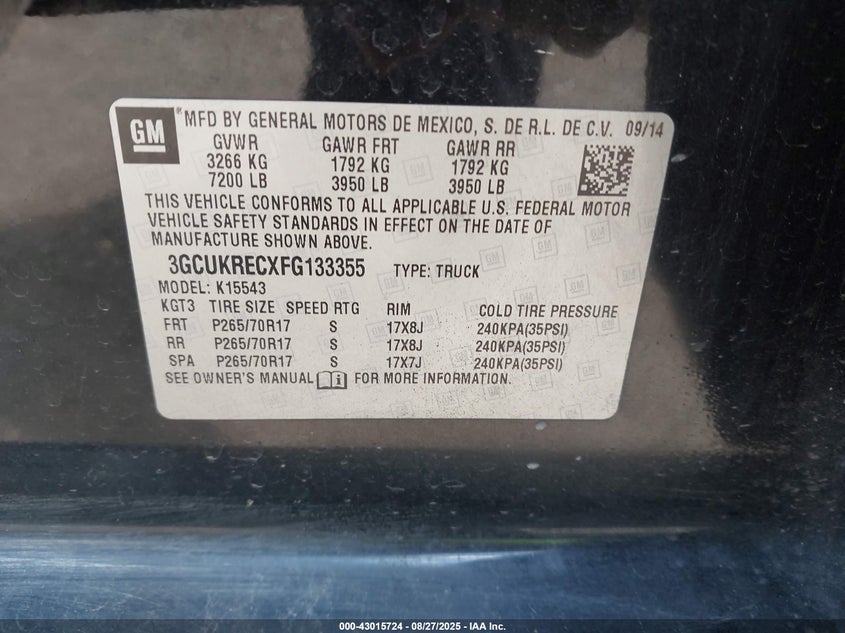 GM
MFD BY GENERAL MOTORS DE MEXICO, S. DE R.L. DE C.V. 09/14
GVWR GAWR FRT GAWR RR
3266 KG 1792 KG 1792 KG
7200 LB 3950 LB 3950 LB
THIS VEHICLE CONFORMS TO ALL APPLICABLE U.S. FEDERAL MOTOR
VEHICLE SAFETY STANDARDS IN EFFECT ON THE DATE OF
MANUFACTURE SHOWN ABOVE.
3GCUKRECXFG133355 TYPE: TRUCK
MODEL: K15543
KGT3 TIRE SIZE SPEED RTG RIM COLD TIRE PRESSURE
FRT P265/70R17 S 17X8J 240KPA(35PSI)
RR P265/70R17 S 17X8J 240KPA(35PSI)
SPA P265/70R17 S 17X7J 240KPA(35PSI)
SEE OWNER'S MANUAL FOR MORE INFORMATION.
000-43015724 - 08/27/2025 - IAA Inc.